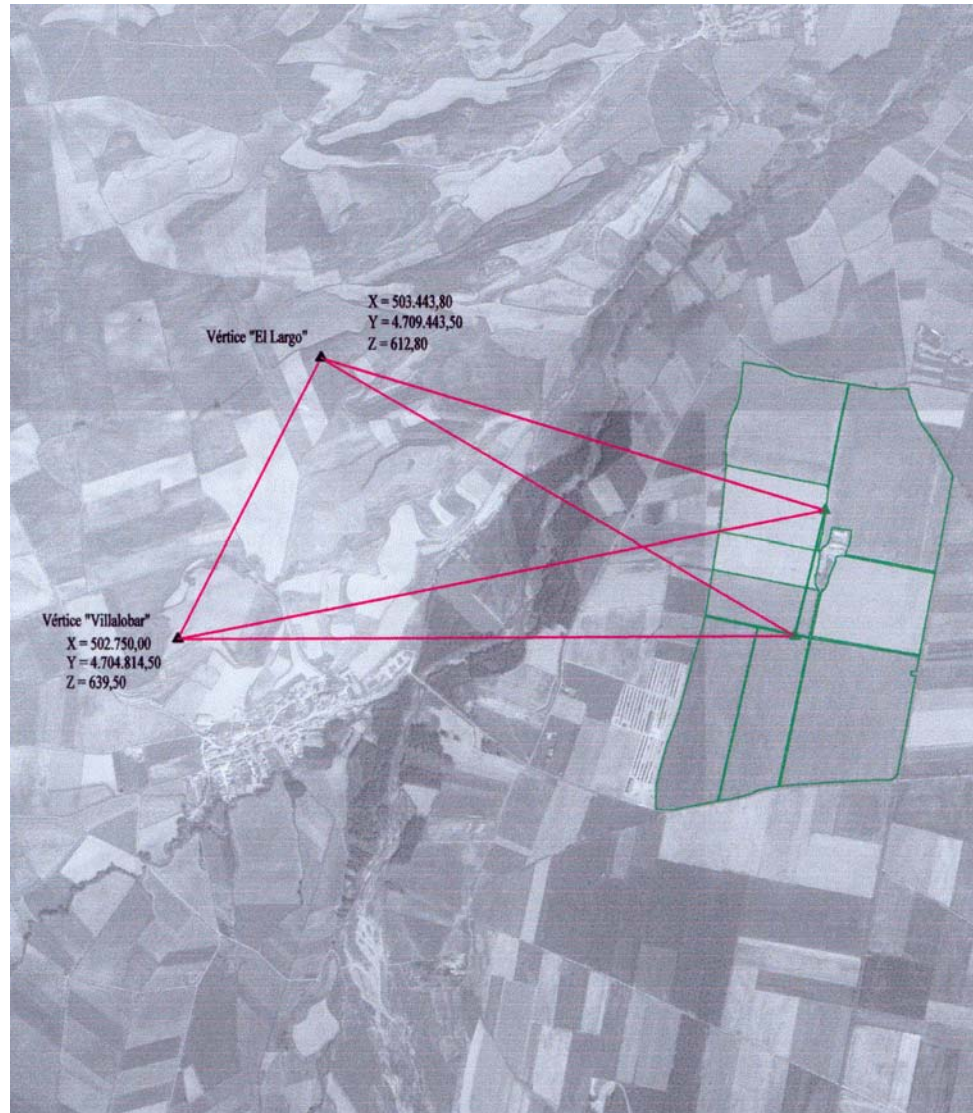 X = 503.443,80
Y = 4.709.443,50
Z = 612,80
Vértice "El Largo"
Vértice "Villalobar"
X = 502.750,00
Y = 4.704.814,50
Z = 639,50